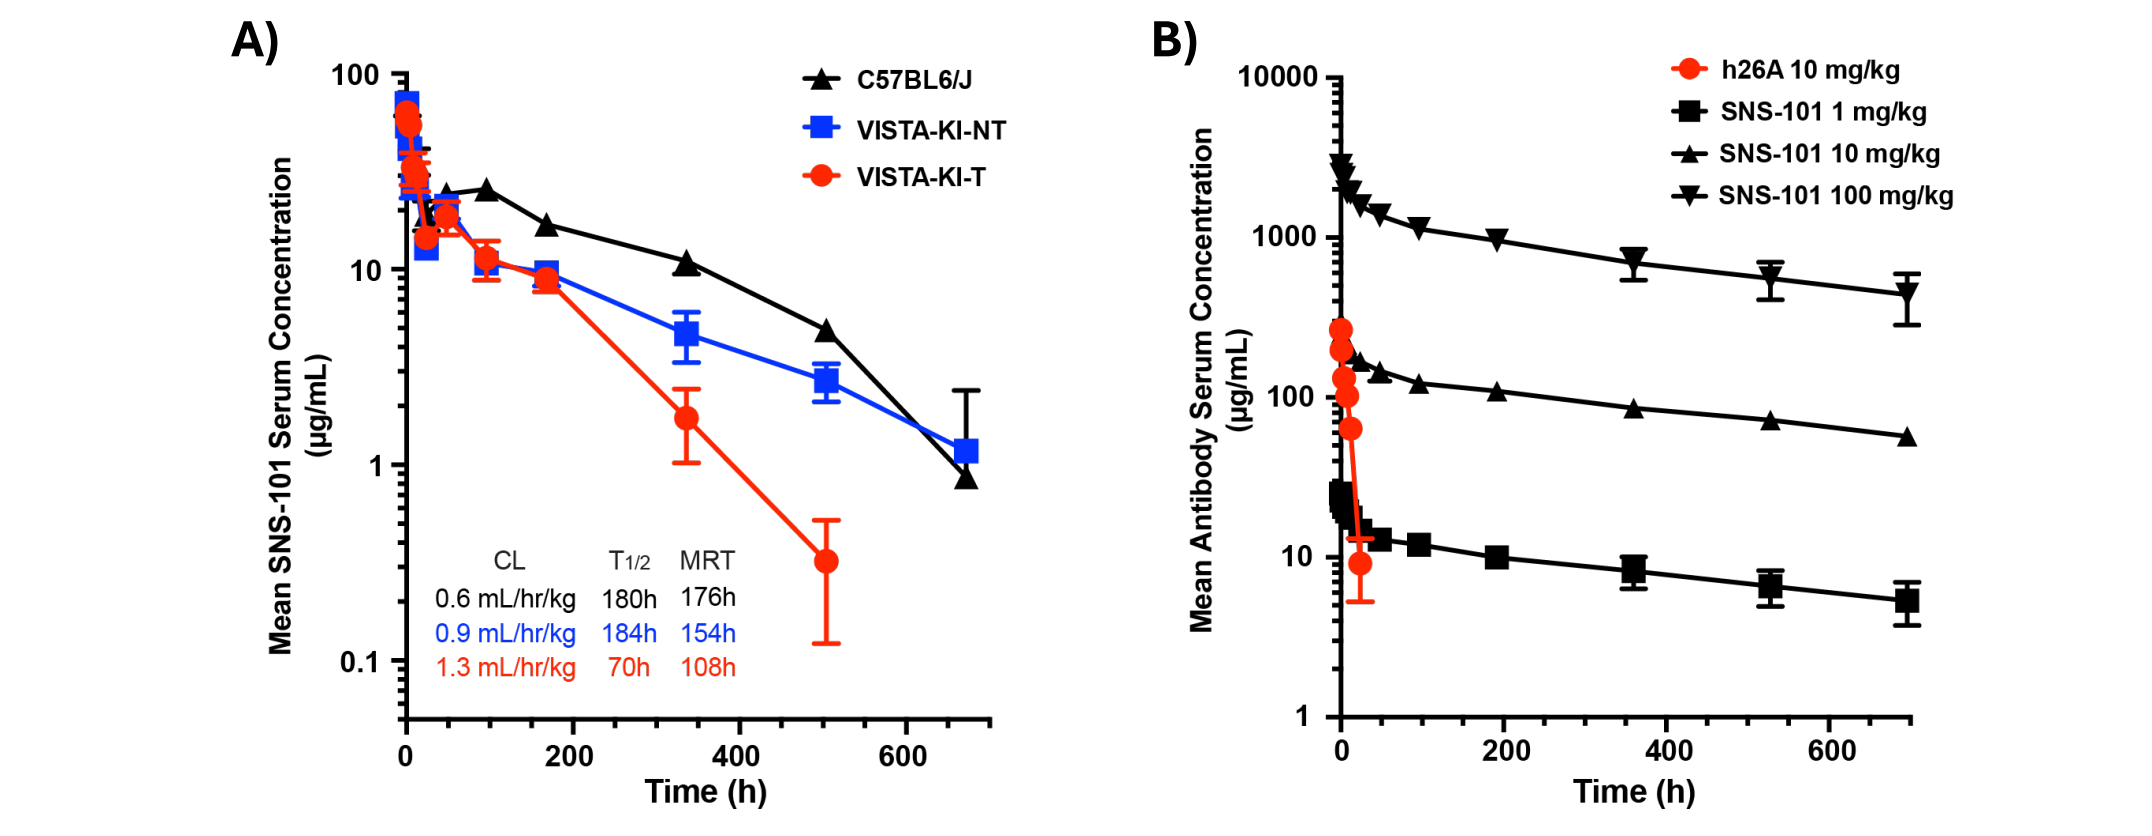 A)
Mean SNS-101 Serum Concentration
(µg/mL)
100
10
1
0.1
0
200
400
600
Time (h)
C57BL6/J
VISTA-KI-NT
VISTA-KI-T
CL T1/2 MRT
0.6 mL/hr/kg 180h 176h
0.9 mL/hr/kg 184h 154h
1.3 mL/hr/kg 70h 108h
B)
Mean Antibody Serum Concentration
(µg/mL)
10000
1000
100
10
1
0
200
400
600
Time (h)
h26A 10 mg/kg
SNS-101 1 mg/kg
SNS-101 10 mg/kg
SNS-101 100 mg/kg